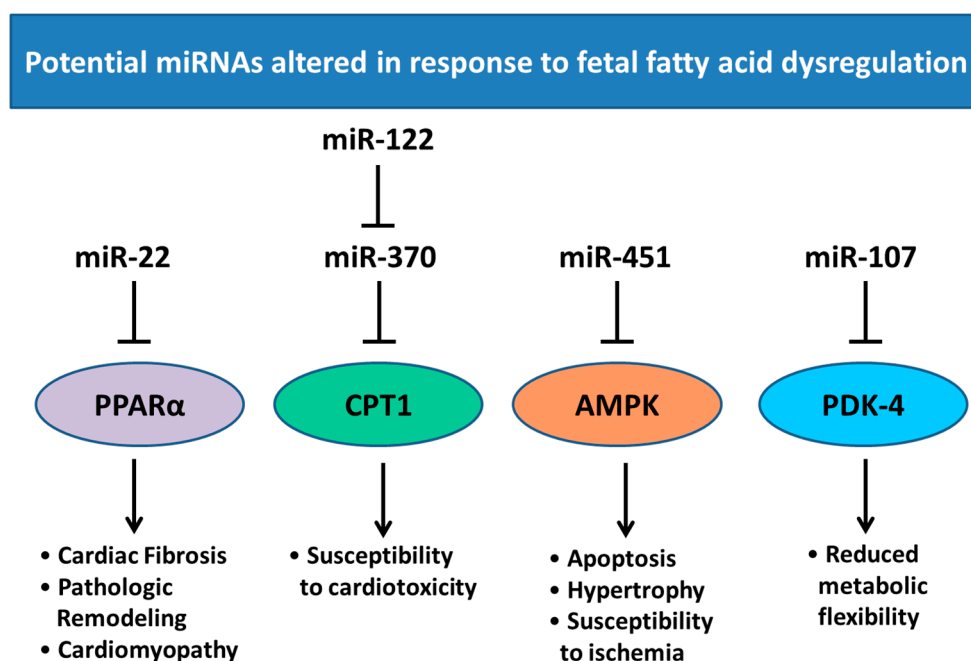 Potential miRNAs altered in response to fetal fatty acid dysregulation
miR-122
miR-22
miR-370
miR-451
miR-107
PPARα
CPT1
AMPK
PDK-4
• Cardiac Fibrosis
• Pathologic
Remodeling
• Cardiomyopathy
• Susceptibility
to cardiotoxicity
• Apoptosis
• Hypertrophy
• Susceptibility
to ischemia
• Reduced
metabolic
flexibility